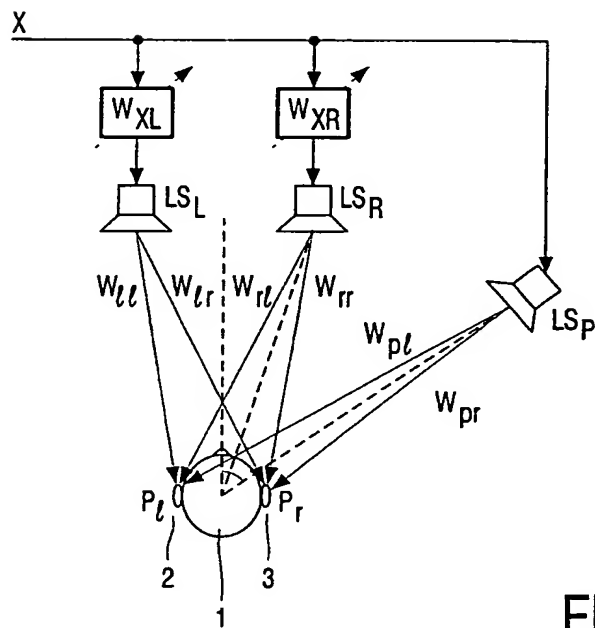 X
W_XL W_XR
LS_L LS_R
W_ℓℓ W_ℓr W_rℓ W_rr
LS_P
W_pℓ
W_pr
P_ℓ P_r
2 3
1